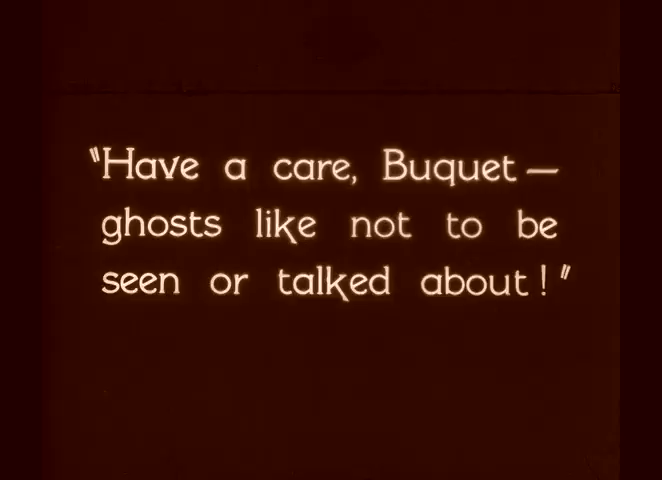 "Have a care, Buquet—
ghosts like not to be
seen or talked about!"